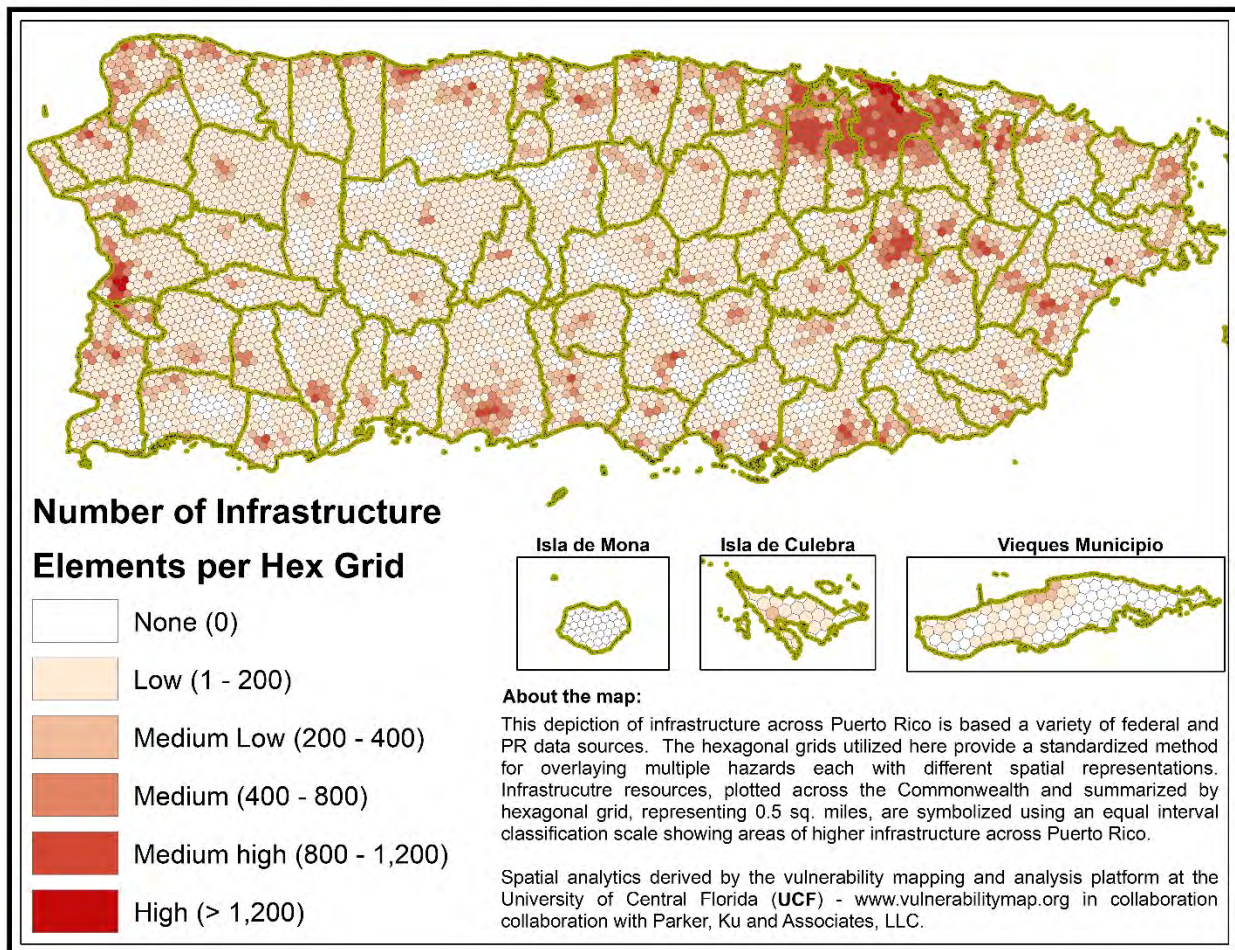 Number of Infrastructure
Elements per Hex Grid
None (0)
Low (1 - 200)
Medium Low (200 - 400)
Medium (400 - 800)
Medium high (800 - 1,200)
High (> 1,200)
Isla de Mona
Isla de Culebra
Vieques Municipio
About the map:
This depiction of infrastructure across Puerto Rico is based a variety of federal and
PR data sources. The hexagonal grids utilized here provide a standardized method
for overlaying multiple hazards each with different spatial representations.
Infrastrucutre resources, plotted across the Commonwealth and summarized by
hexagonal grid, representing 0.5 sq. miles, are symbolized using an equal interval
classification scale showing areas of higher infrastructure across Puerto Rico.
Spatial analytics derived by the vulnerability mapping and analysis platform at the
University of Central Florida (UCF) - www.vulnerabilitymap.org in collaboration
collaboration with Parker, Ku and Associates, LLC.